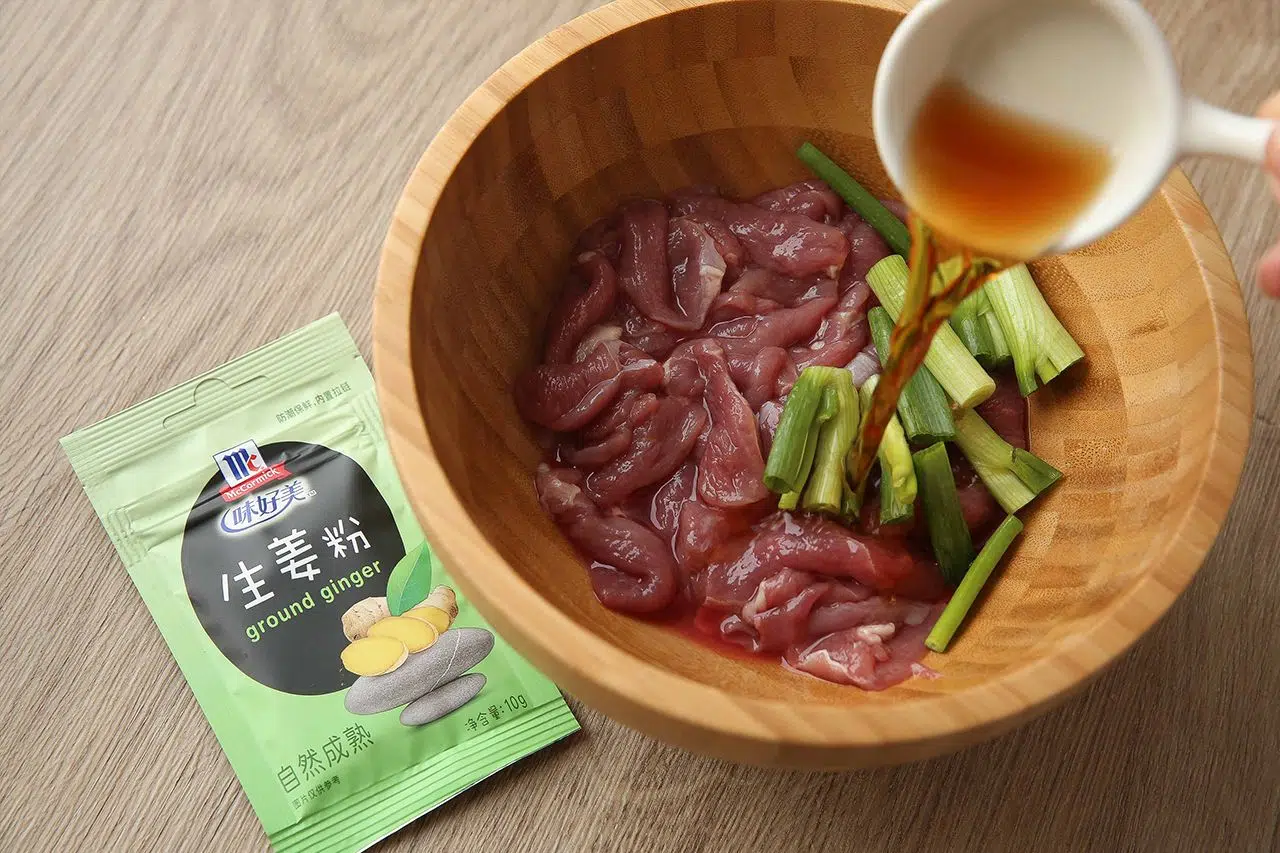 防潮保鲜,内置拉链
Mc
McCormick
味好美
生姜粉
ground ginger
净含量:10g
自然成熟
图片仅供参考